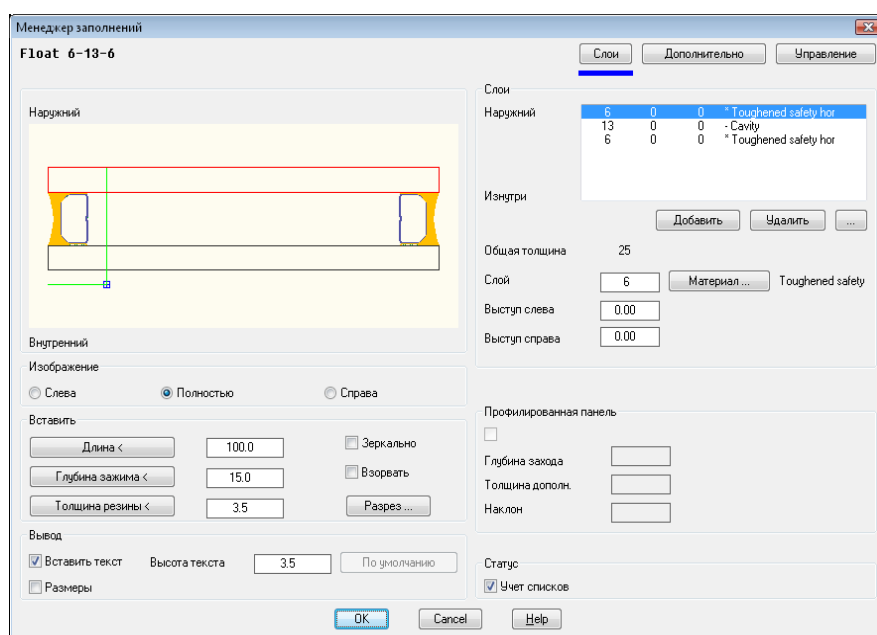 Менеджер заполнений
Float 6-13-6
Слои Дополнительно Управление
Наружний
Внутренний
Изображение
Слева Полностью Справа
Вставить
Длина < 100.0 Зеркально
Глубина зажима < 15.0 Взорвать
Толщина резины < 3.5 Разрез ...
Вывод
Вставить текст Высота текста 3.5 По умолчанию
Размеры
Слои
Наружний
6 0 0 * Toughened safety hor
13 0 0 - Cavity
6 0 0 * Toughened safety hor
Изнутри
Добавить Удалить ...
Общая толщина 25
Слой 6 Материал ... Toughened safety
Выступ слева 0.00
Выступ справа 0.00
Профилированная панель
Глубина захода
Толщина дополн.
Наклон
Статус
Учет списков
OK Cancel Help